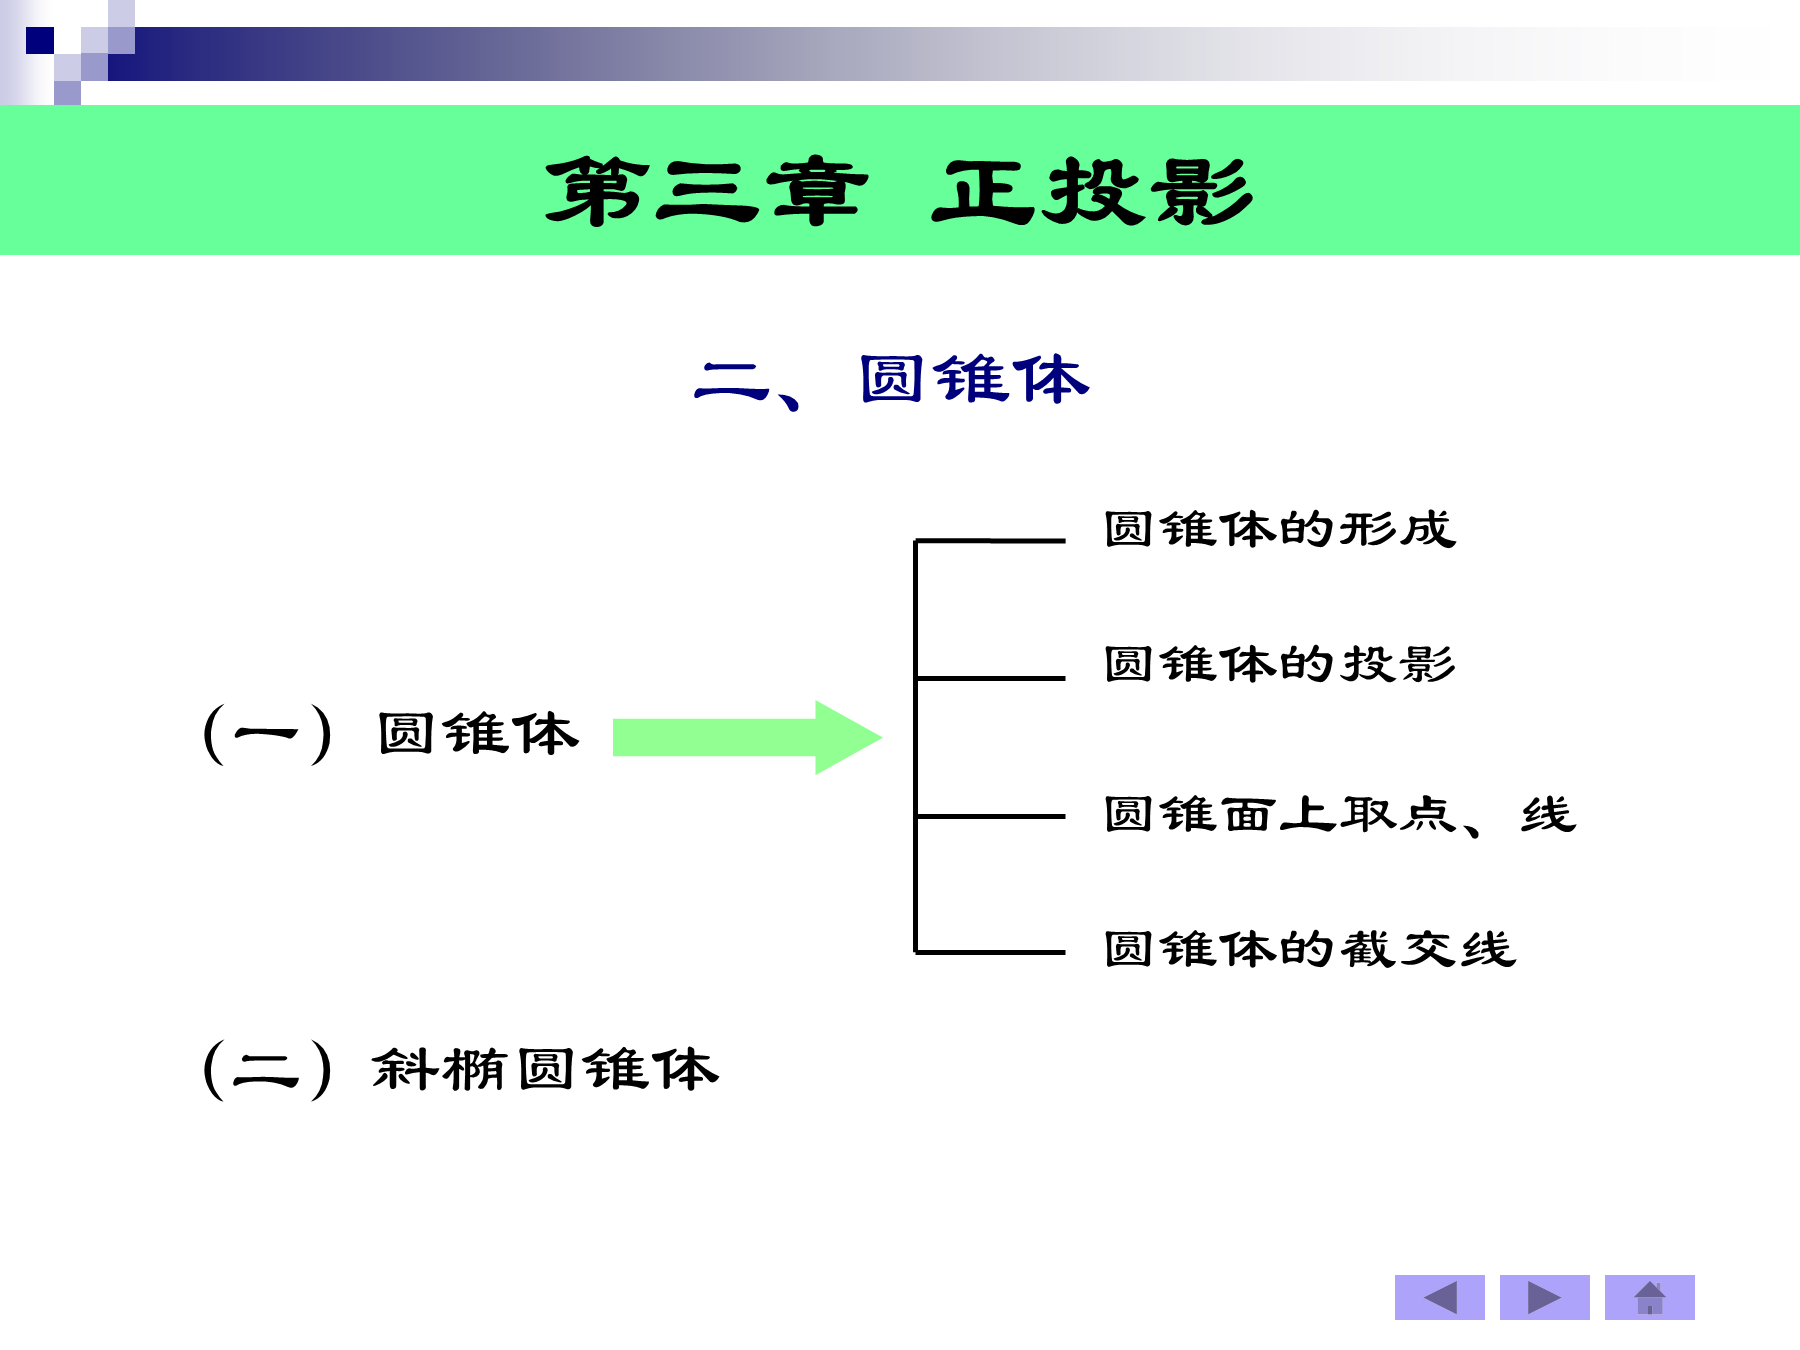 第三章 正投影
二、圆锥体
圆锥体的形成
圆锥体的投影
(一) 圆锥体
圆锥面上取点、线
圆锥体的截交线
(二) 斜椭圆锥体